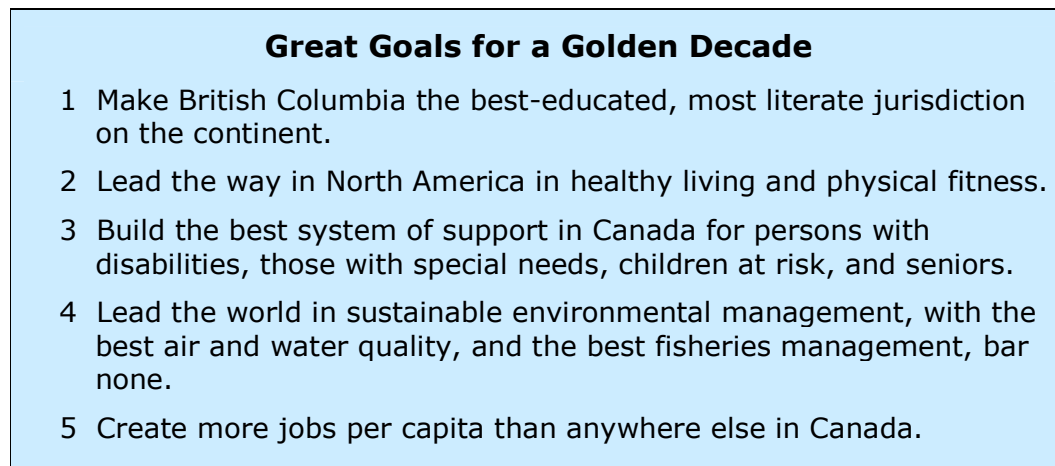 Great Goals for a Golden Decade
1 Make British Columbia the best-educated, most literate jurisdiction
on the continent.
2 Lead the way in North America in healthy living and physical fitness.
3 Build the best system of support in Canada for persons with
disabilities, those with special needs, children at risk, and seniors.
4 Lead the world in sustainable environmental management, with the
best air and water quality, and the best fisheries management, bar
none.
5 Create more jobs per capita than anywhere else in Canada.